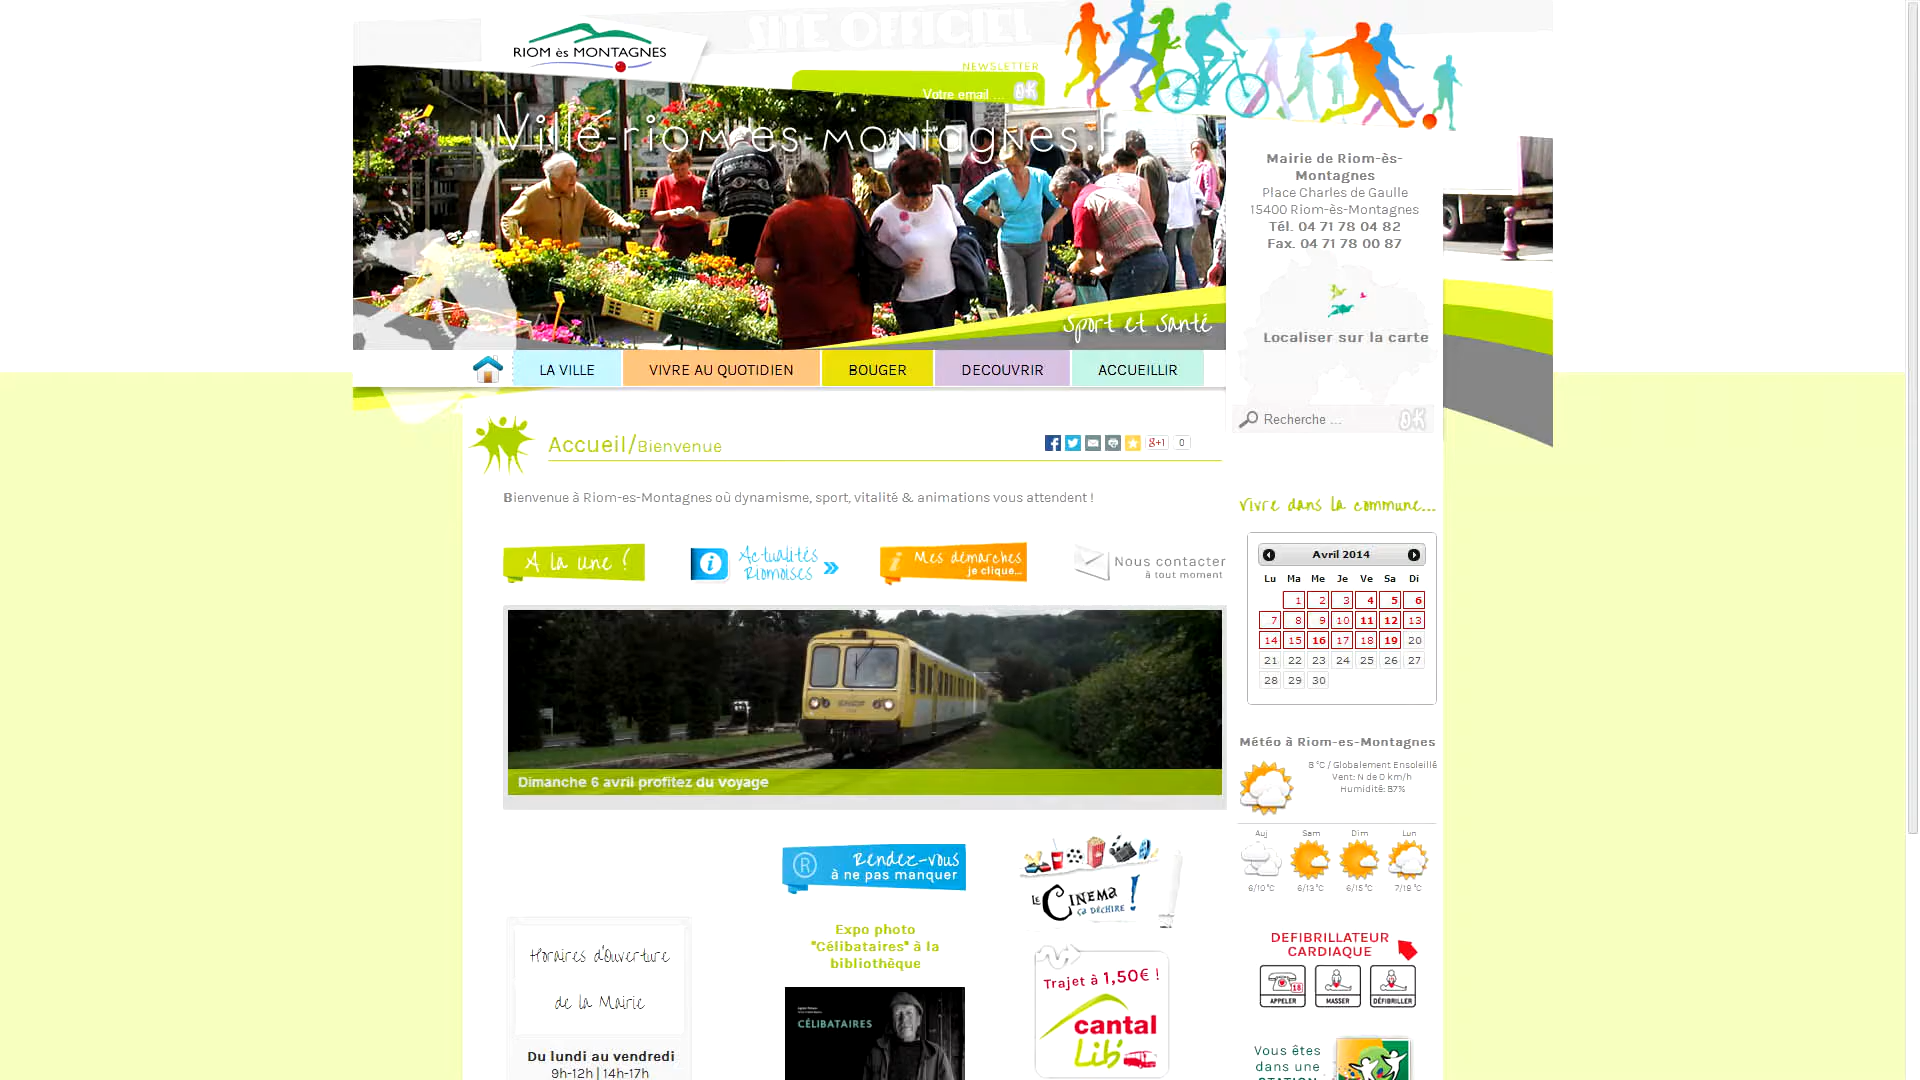 SITE OFFICIEL
RIOM ès MONTAGNES
NEWSLETTER
Votre email ...
OK
Ville-riom-es-montagnes.fr
Sport et santé
Mairie de Riom-ès-
Montagnes
Place Charles de Gaulle
15400 Riom-ès-Montagnes
Tél. 04 71 78 04 82
Fax. 04 71 78 00 87
Localiser sur la carte
Recherche ...
OK
LA VILLE
VIVRE AU QUOTIDIEN
BOUGER
DECOUVRIR
ACCUEILLIR
Accueil/Bienvenue
g+1
0
Bienvenue à Riom-es-Montagnes où dynamisme, sport, vitalité & animations vous attendent !
A la une !
Actualités
Riomoises
Mes démarches
je clique...
Nous contacter
à tout moment
Dimanche 6 avril profitez du voyage
Vivre dans la commune...
Avril 2014
Lu Ma Me Je Ve Sa Di
1 2 3 4 5 6
7 8 9 10 11 12 13
14 15 16 17 18 19 20
21 22 23 24 25 26 27
28 29 30
Météo à Riom-es-Montagnes
8 °C / Globalement Ensoleillé
Vent: N de 0 km/h
Humidité: 87%
Auj Sam Dim Lun
6/10 °C 6/13 °C 6/15 °C 7/19 °C
Horaires d'Ouverture
de la Mairie
Du lundi au vendredi
9h-12h | 14h-17h
Rendez-vous
à ne pas manquer
Expo photo
"Célibataires" à la
bibliothèque
CÉLIBATAIRES
LE CINEMA
ça DéCHIRE !
Trajet à 1,50€ !
cantal
Lib'
DEFIBRILLATEUR
CARDIAQUE
18
APPELER
MASSER
DÉFIBRILLER
Vous êtes
dans une
STATION